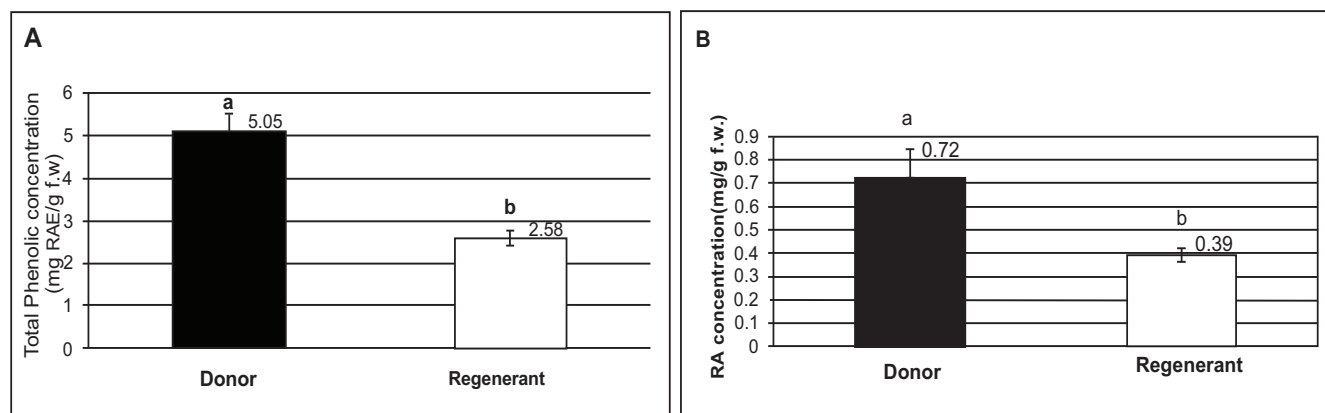 A
Total Phenolic concentration
(mg RAE/g f.w)
6
5
4
3
2
1
0
a
5.05
b
2.58
Donor
Regenerant
B
RA concentration(mg/g f.w.)
0.9
0.8
0.7
0.6
0.5
0.4
0.3
0.2
0.1
0
a
0.72
b
0.39
Donor
Regenerant